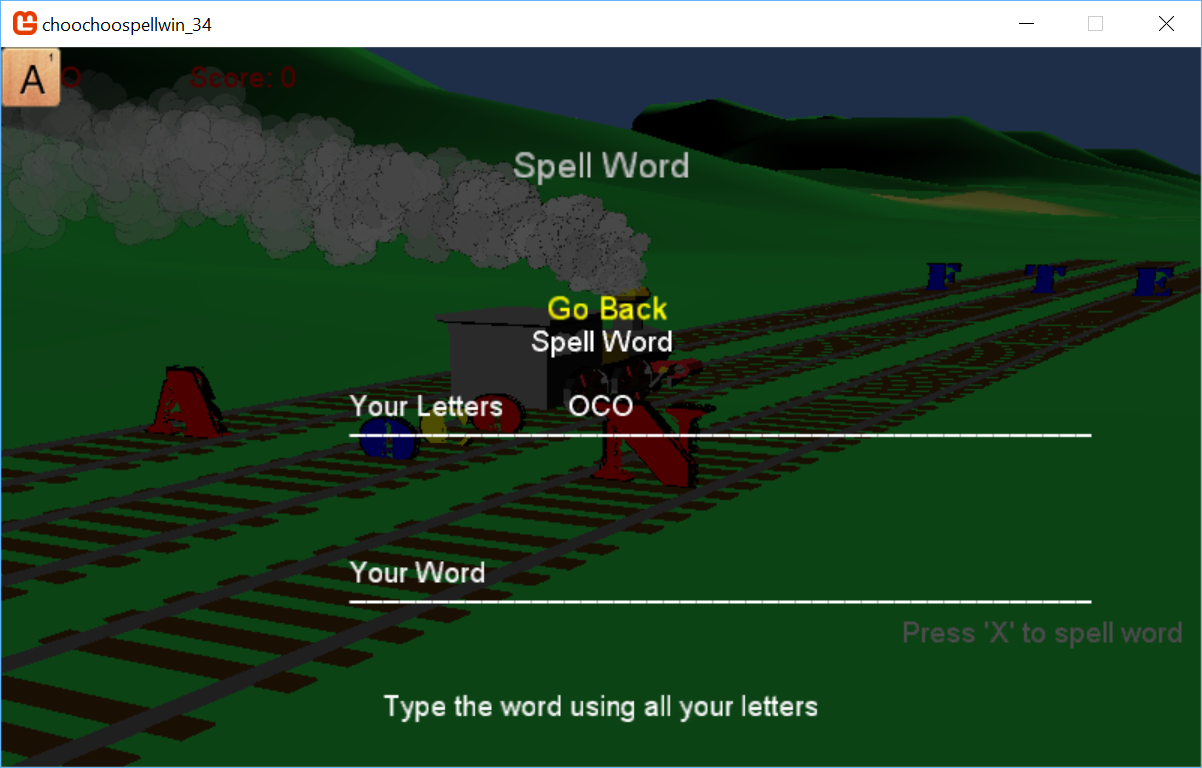 choochoospellwin_34
A 1 O Score: 0
Spell Word
F T E
Go Back
Spell Word
A
Your Letters OCO
N
Your Word
Press 'X' to spell word
Type the word using all your letters